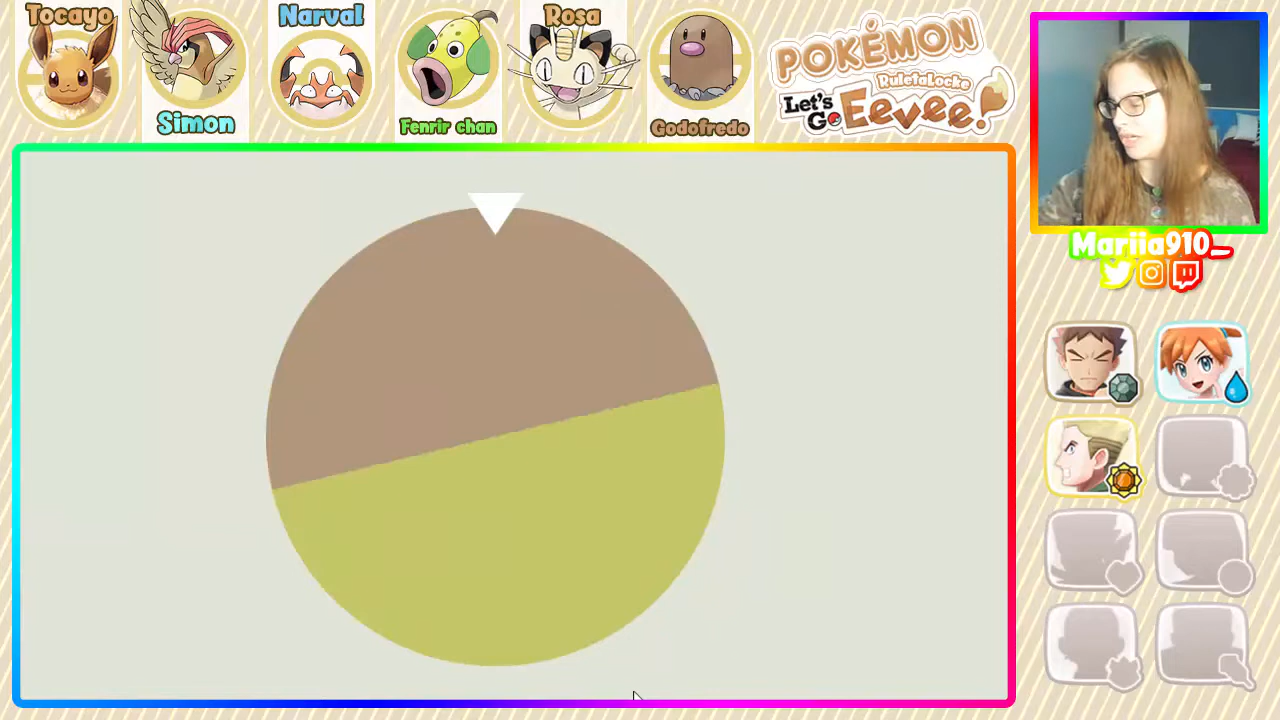 Tocayo
Simon
Narval
Fenrir chan
Rosa
Godofredo
POKÉMON
RuletaLocke
Let's Go Eevee!
Mariia910_